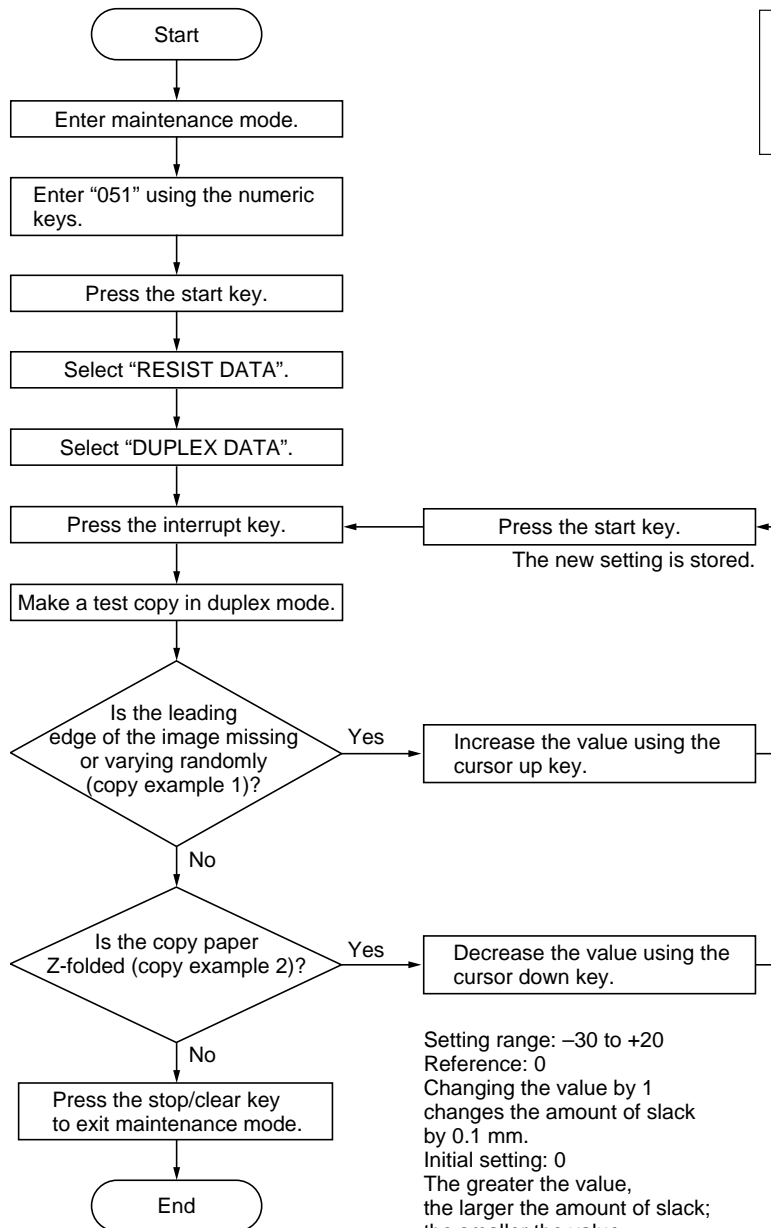 Start
Enter maintenance mode.
Enter “051” using the numeric
keys.
Press the start key.
Select “RESIST DATA”.
Select “DUPLEX DATA”.
Press the interrupt key.
Press the start key.
The new setting is stored.
Make a test copy in duplex mode.
Is the leading
edge of the image missing
or varying randomly
(copy example 1)?
Yes
Increase the value using the
cursor up key.
No
Is the copy paper
Z-folded (copy example 2)?
Yes
Decrease the value using the
cursor down key.
No
Press the stop/clear key
to exit maintenance mode.
End
Setting range: –30 to +20
Reference: 0
Changing the value by 1
changes the amount of slack
by 0.1 mm.
Initial setting: 0
The greater the value,
the larger the amount of slack;
the smaller the value